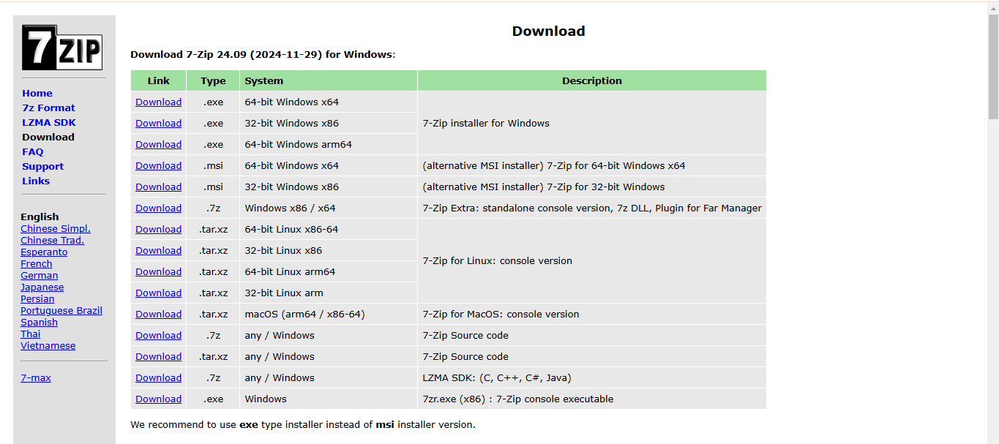 7ZIP
Home
7z Format
LZMA SDK
Download
FAQ
Support
Links
English
Chinese Simpl.
Chinese Trad.
Esperanto
French
German
Japanese
Persian
Portuguese Brazil
Spanish
Thai
Vietnamese
7-max
Download
Download 7-Zip 24.09 (2024-11-29) for Windows:
Link Type System Description
Download .exe 64-bit Windows x64
Download .exe 32-bit Windows x86 7-Zip installer for Windows
Download .exe 64-bit Windows arm64
Download .msi 64-bit Windows x64 (alternative MSI installer) 7-Zip for 64-bit Windows x64
Download .msi 32-bit Windows x86 (alternative MSI installer) 7-Zip for 32-bit Windows
Download .7z Windows x86 / x64 7-Zip Extra: standalone console version, 7z DLL, Plugin for Far Manager
Download .tar.xz 64-bit Linux x86-64
Download .tar.xz 32-bit Linux x86
7-Zip for Linux: console version
Download .tar.xz 64-bit Linux arm64
Download .tar.xz 32-bit Linux arm
Download .tar.xz macOS (arm64 / x86-64) 7-Zip for MacOS: console version
Download .7z any / Windows 7-Zip Source code
Download .tar.xz any / Windows 7-Zip Source code
Download .7z any / Windows LZMA SDK: (C, C++, C#, Java)
Download .exe Windows 7zr.exe (x86) : 7-Zip console executable
We recommend to use exe type installer instead of msi installer version.